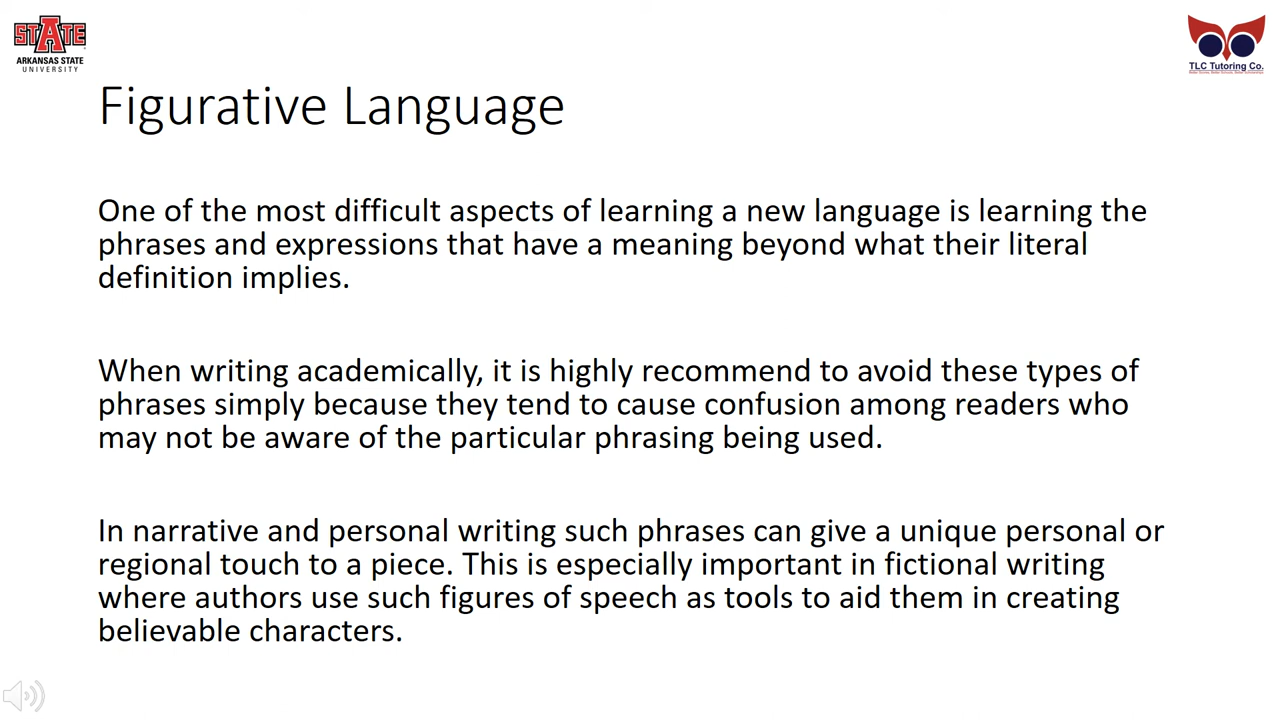 STATE
ARKANSAS STATE
UNIVERSITY
TLC Tutoring Co.
Figurative Language
One of the most difficult aspects of learning a new language is learning the
phrases and expressions that have a meaning beyond what their literal
definition implies.
When writing academically, it is highly recommend to avoid these types of
phrases simply because they tend to cause confusion among readers who
may not be aware of the particular phrasing being used.
In narrative and personal writing such phrases can give a unique personal or
regional touch to a piece. This is especially important in fictional writing
where authors use such figures of speech as tools to aid them in creating
believable characters.